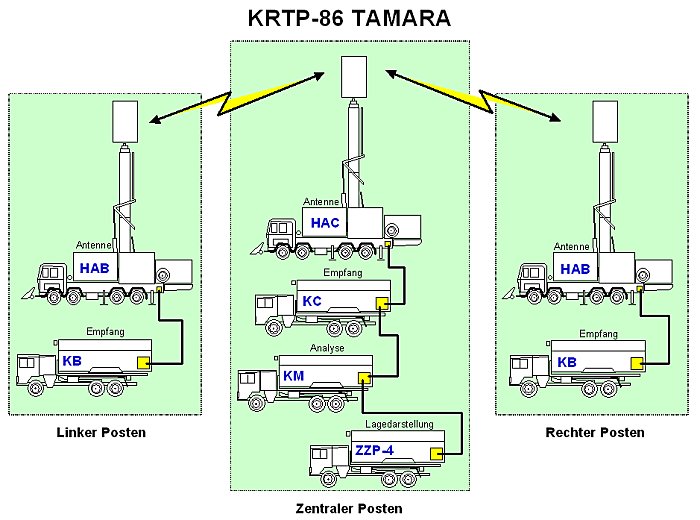 KRTP-86 TAMARA
Antenne
HAB
Empfang
KB
Linker Posten
Antenne
HAC
Empfang
KC
Analyse
KM
Lagedarstellung
ZZP-4
Zentraler Posten
Antenne
HAB
Empfang
KB
Rechter Posten